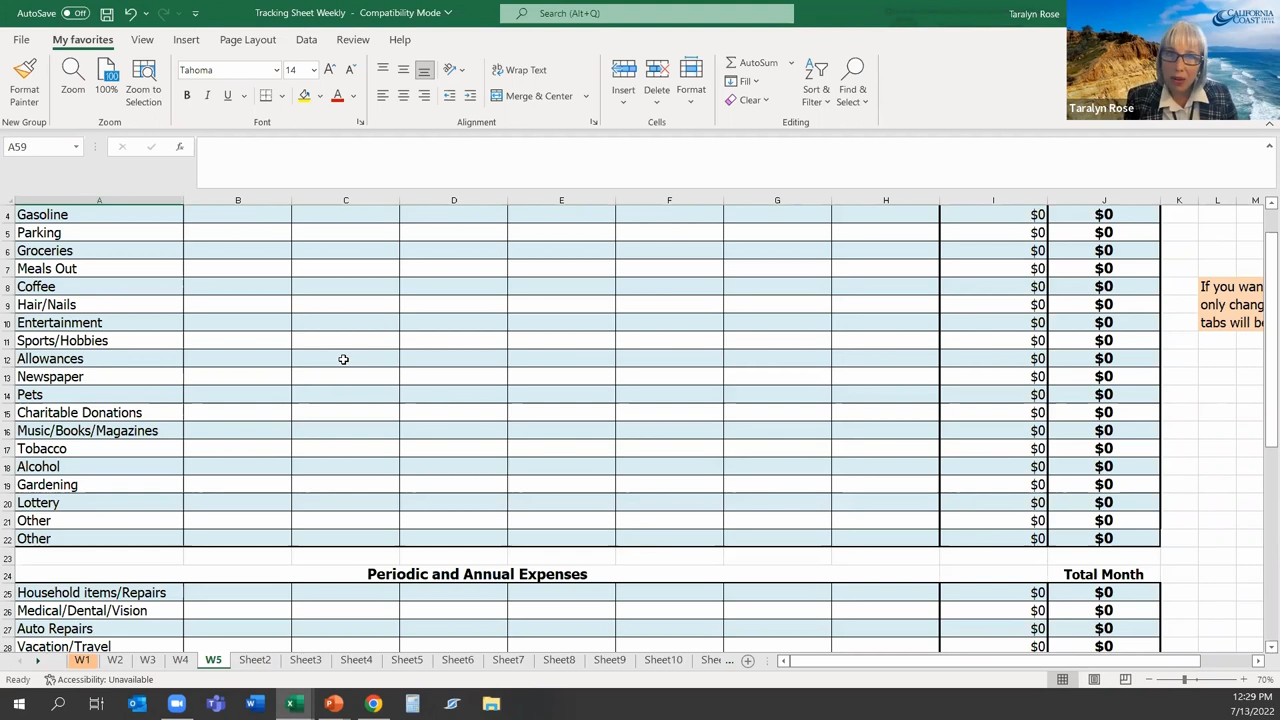 AutoSave Off Tracking Sheet Weekly - Compatibility Mode Search (Alt+Q) Taralyn Rose CALIFORNIA COAST
File My favorites View Insert Page Layout Data Review Help
Tahoma 14 Wrap Text AutoSum
Format Painter Zoom 100% Zoom to Selection Merge & Center Insert Delete Format Fill Clear Sort & Filter Find & Select
New Group Zoom Font Alignment Cells Editing
Taralyn Rose
A59 fx
A B C D E F G H I J K L M
4 Gasoline $0 $0
5 Parking $0 $0
6 Groceries $0 $0
7 Meals Out $0 $0
8 Coffee $0 $0 If you wan
9 Hair/Nails $0 $0 only chang
10 Entertainment $0 $0 tabs will be
11 Sports/Hobbies $0 $0
12 Allowances $0 $0
13 Newspaper $0 $0
14 Pets $0 $0
15 Charitable Donations $0 $0
16 Music/Books/Magazines $0 $0
17 Tobacco $0 $0
18 Alcohol $0 $0
19 Gardening $0 $0
20 Lottery $0 $0
21 Other $0 $0
22 Other $0 $0
23
24 Periodic and Annual Expenses Total Month
25 Household items/Repairs $0 $0
26 Medical/Dental/Vision $0 $0
27 Auto Repairs $0 $0
28 Vacation/Travel $0 $0
W1 W2 W3 W4 W5 Sheet2 Sheet3 Sheet4 Sheet5 Sheet6 Sheet7 Sheet8 Sheet9 Sheet10 She ...
Ready Accessibility: Unavailable 70%
12:29 PM
7/13/2022